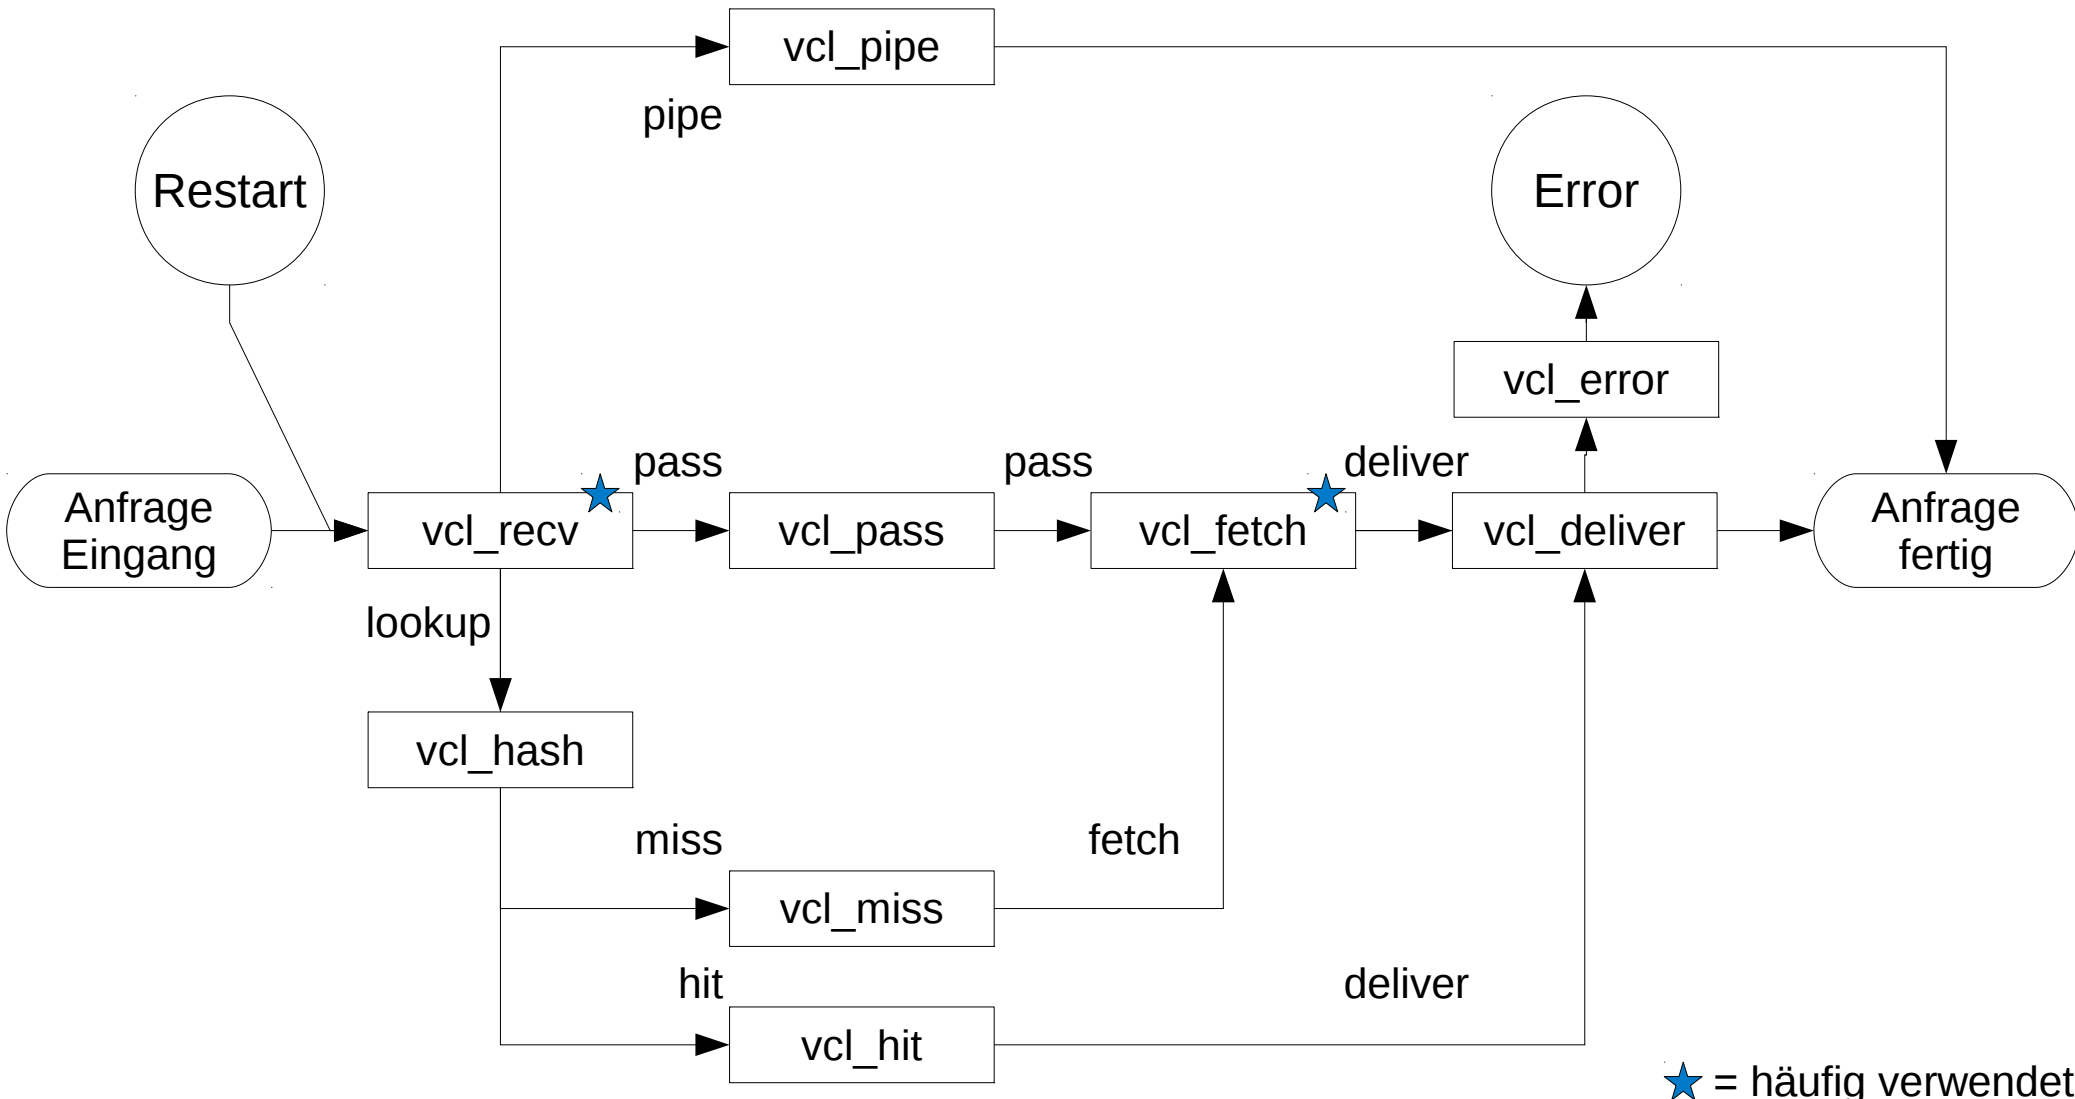 vcl_pipe
pipe
Restart
Error
vcl_error
pass
pass
deliver
Anfrage
Eingang
vcl_recv
vcl_pass
vcl_fetch
vcl_deliver
Anfrage
fertig
lookup
vcl_hash
miss
fetch
vcl_miss
hit
deliver
vcl_hit
= häufig verwendet